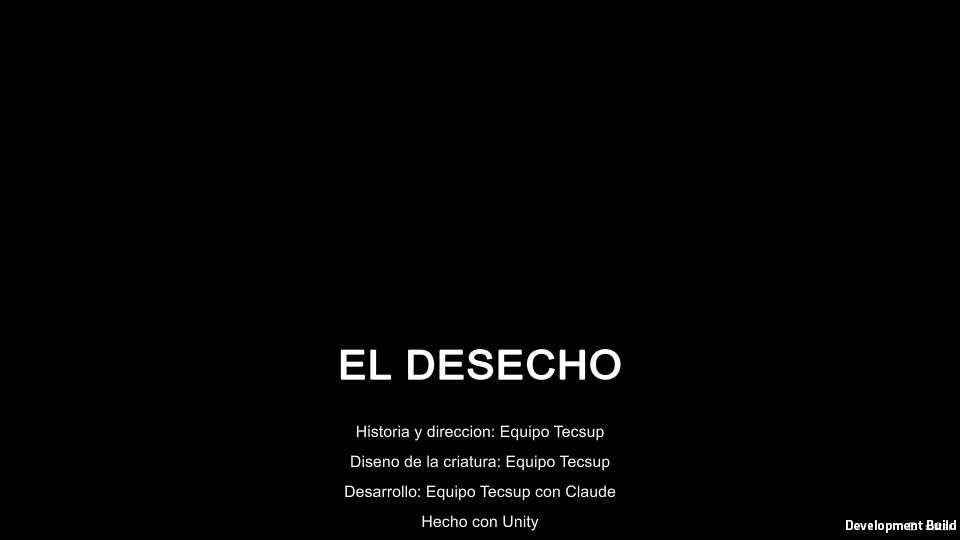 EL DESECHO
Historia y direccion: Equipo Tecsup
Diseno de la criatura: Equipo Tecsup
Desarrollo: Equipo Tecsup con Claude
Hecho con Unity
Development Build